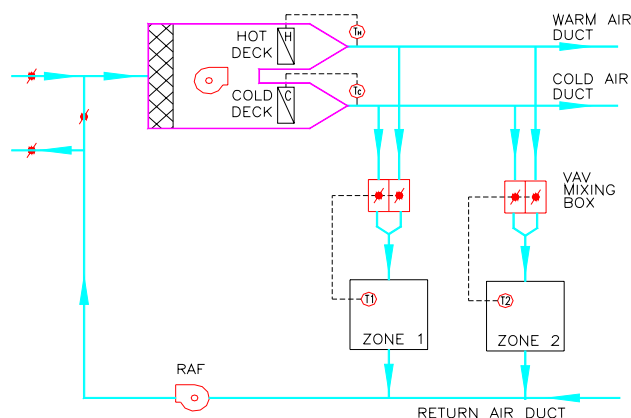 HOT
DECK
H
TH
WARM AIR
DUCT
COLD
DECK
C
TC
COLD AIR
DUCT
VAV
MIXING
BOX
T1
ZONE 1
T2
ZONE 2
RAF
RETURN AIR DUCT